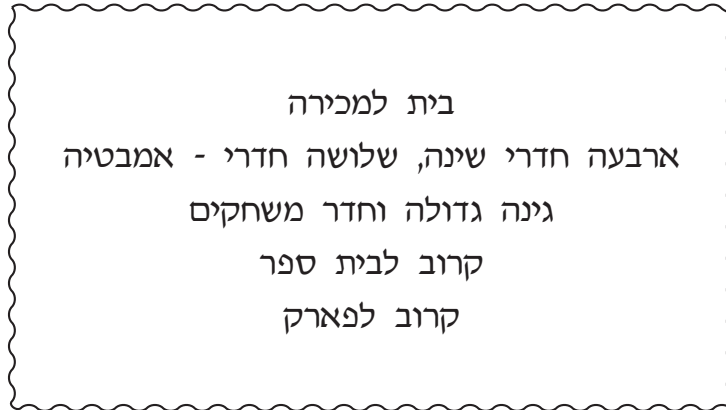 בית למכירה
ארבעה חדרי שינה, שלושה חדרי - אמבטיה
גינה גדולה וחדר משחקים
קרוב לבית ספר
קרוב לפארק